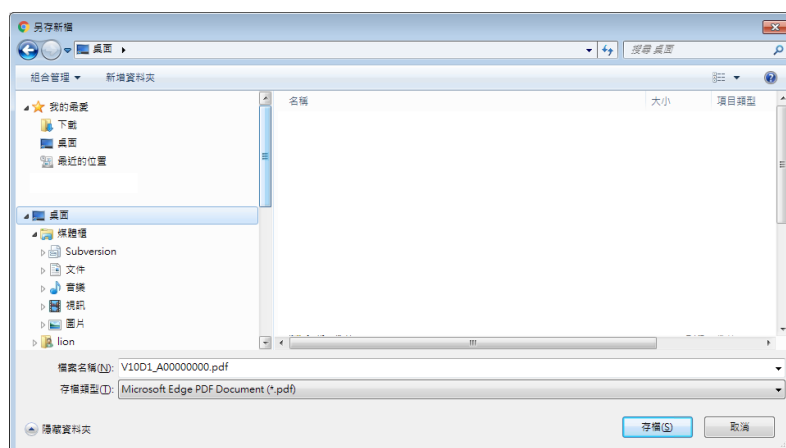 另存新檔
桌面
搜尋 桌面
組合管理 新增資料夾
名稱 大小 項目類型
我的最愛
下載
桌面
最近的位置
桌面
媒體櫃
Subversion
文件
音樂
視訊
圖片
lion
檔案名稱(N): V10D1_A00000000.pdf
存檔類型(T): Microsoft Edge PDF Document (*.pdf)
隱藏資料夾 存檔(S) 取消